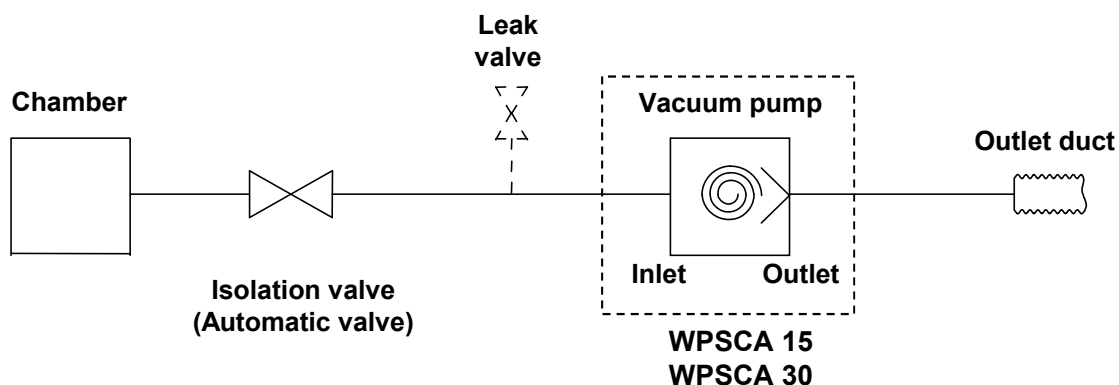 Leak
valve
Chamber
Vacuum pump
Outlet duct
Inlet
Outlet
Isolation valve
(Automatic valve)
WPSCA 15
WPSCA 30